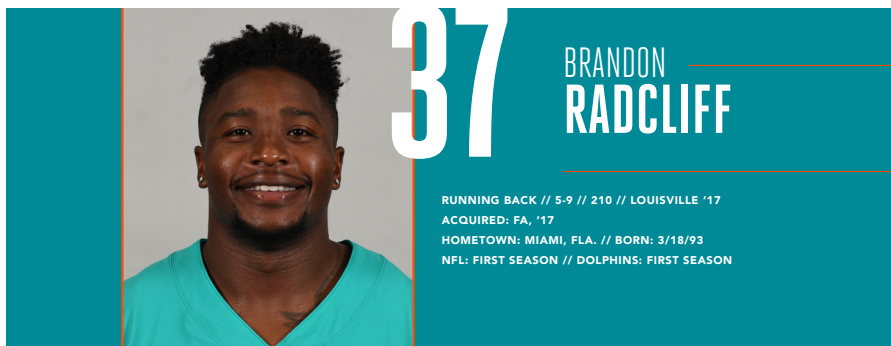 37
BRANDON
RADCLIFF
RUNNING BACK // 5-9 // 210 // LOUISVILLE ‘17
ACQUIRED: FA, ‘17
HOMETOWN: MIAMI, FLA. // BORN: 3/18/93
NFL: FIRST SEASON // DOLPHINS: FIRST SEASON